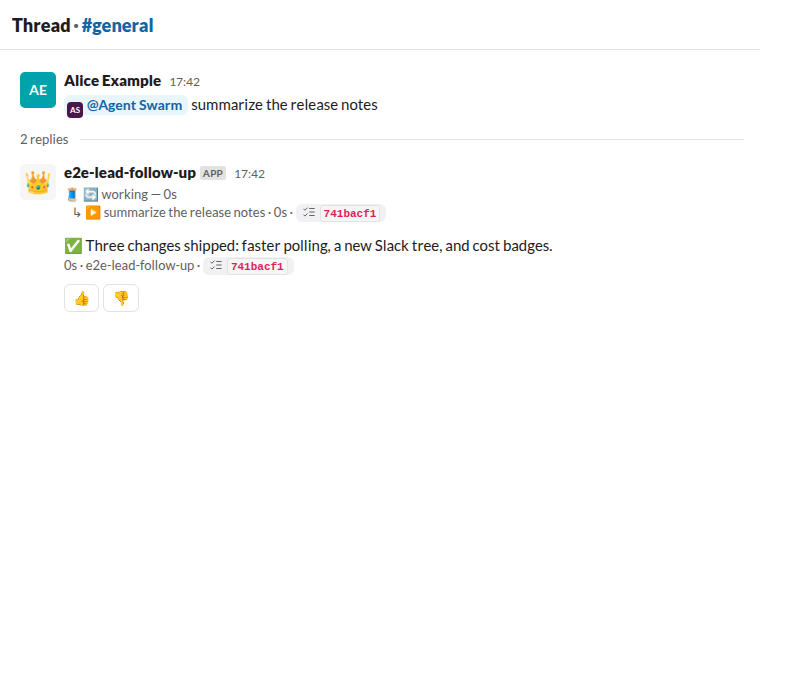 Thread • #general
AE
Alice Example 17:42
AS @Agent Swarm summarize the release notes
2 replies
e2e-lead-follow-up APP 17:42
🧵 🔄 working — 0s
↳ ▶️ summarize the release notes · 0s · 741bacf1
✅ Three changes shipped: faster polling, a new Slack tree, and cost badges.
0s · e2e-lead-follow-up · 741bacf1
👍 👎